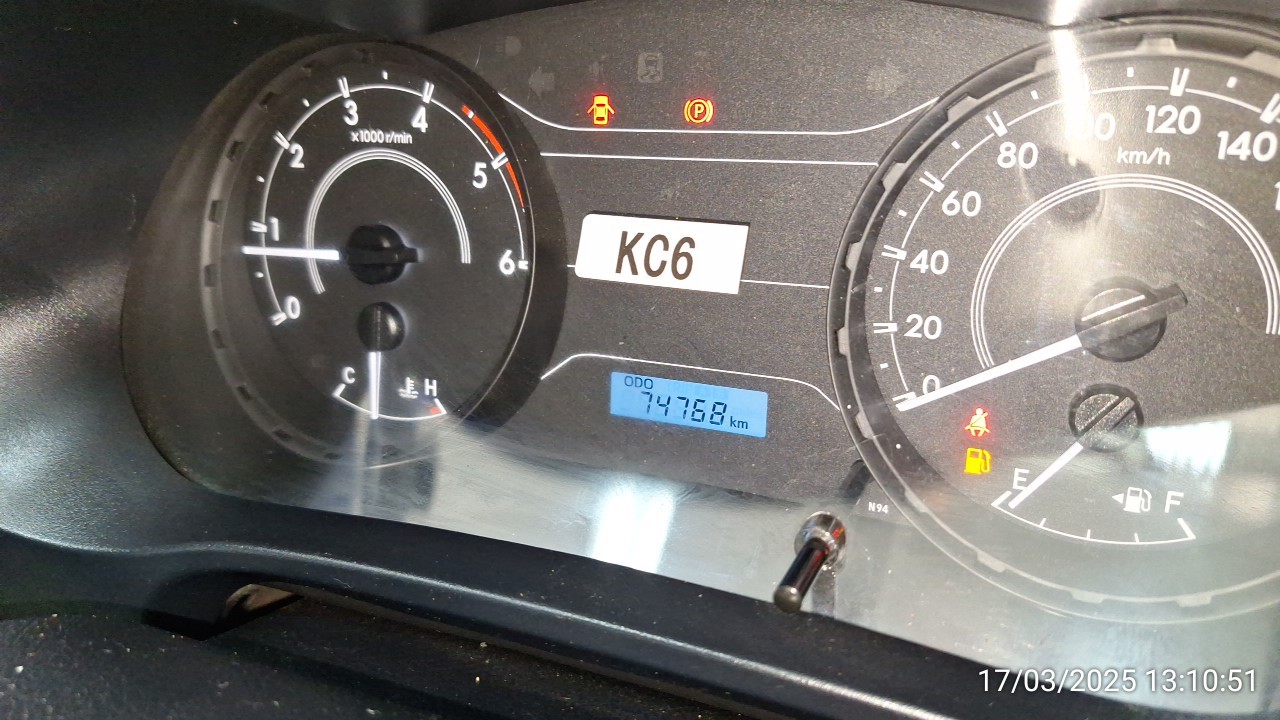 0 1 2 3 4 5 6
x1000 r/min
C H
P
KC6
ODO
74768 km
0 20 40 60 80 100 120 140
km/h
E F
N94
17/03/2025 13:10:51